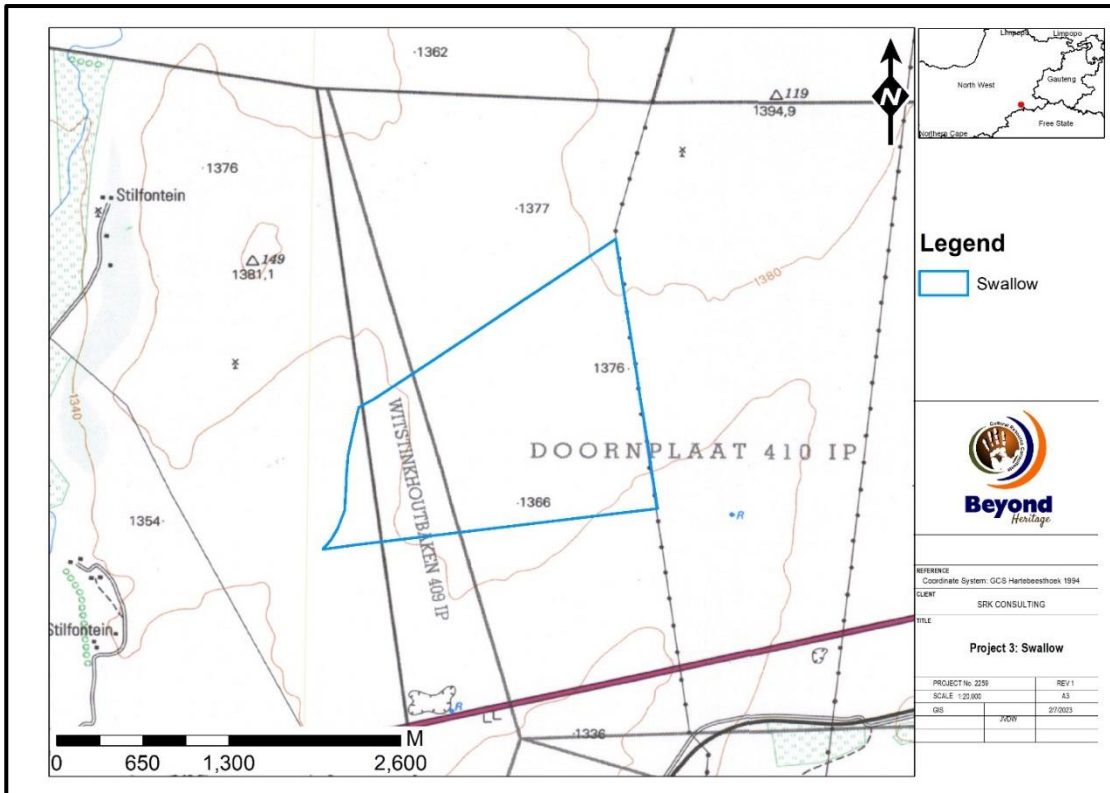 ·1362
119
1394,9
N
·1376
Stilfontein
·1377
149
1381,1
1380
1376·
1340
WITSTINKHOUTBAKEN 409 IP
DOORNPLAAT 410 IP
·1366
R
1354·
Stilfontein
R
·1336
M
0 650 1,300 2,600
Limpopo
Limpopo
North West
Gauteng
Free State
Northern Cape
Legend
Swallow
Beyond
Heritage
REFERENCE
Coordinate System: GCS Hartebeesthoek 1994
CLIENT
SRK CONSULTING
TITLE
Project 3: Swallow
PROJECT No. 2259 REV 1
SCALE 1:20,000 A3
GIS JVDW 2/7/2023